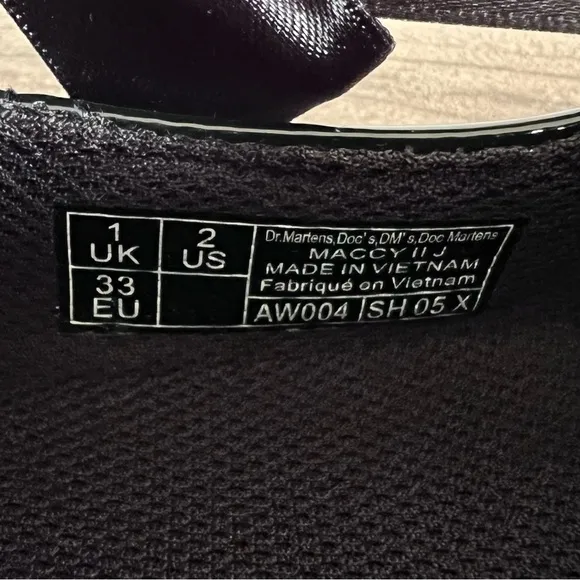 1 UK
2 US
33 EU
Dr.Martens,Doc's,DM's,Doc Martens
MACCY II J
MADE IN VIETNAM
Fabriqué en Vietnam
AW004 SH 05 X